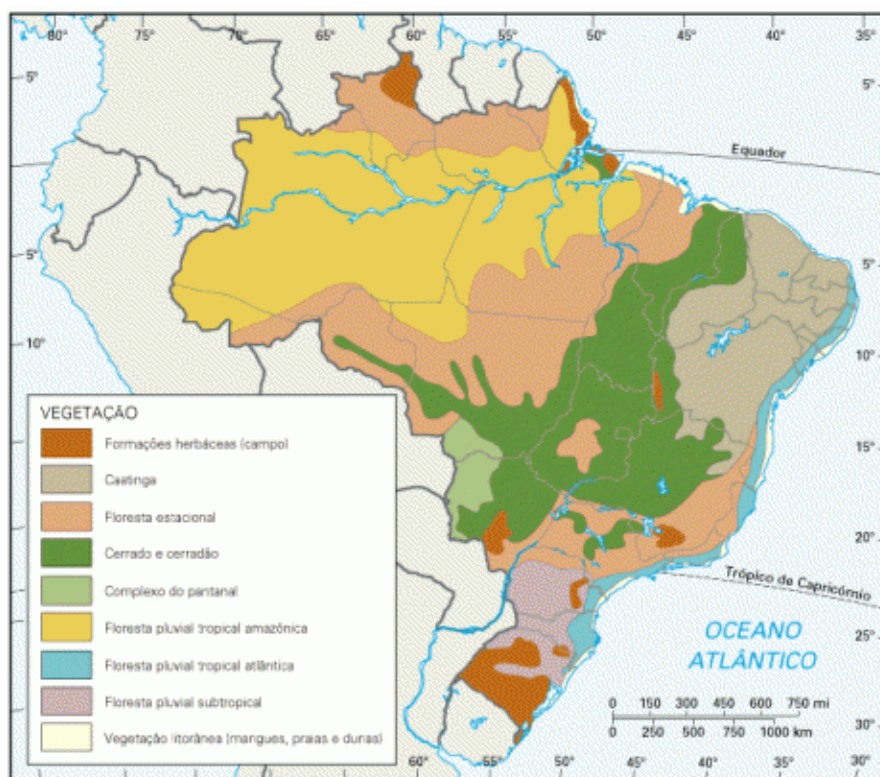 80° 75° 65° 60° 55° 50° 45° 40° 35°
5° 5°
Equador
5° 5°
10° 10°
15°
20°
Trópico de Capricórnio
25°
30°
VEGETAÇÃO
Formações herbáceas (campo)
Caatinga
Floresta estacional
Cerrado e cerradão
Complexo do pantanal
Floresta pluvial tropical amazônica
Floresta pluvial tropical atlântica
Floresta pluvial subtropical
Vegetação litorânea (mangues, praias e dunas)
OCEANO
ATLÂNTICO
0 150 300 450 600 750 mi
0 250 500 750 1000 km
60° 55° 50° 45° 40° 35°